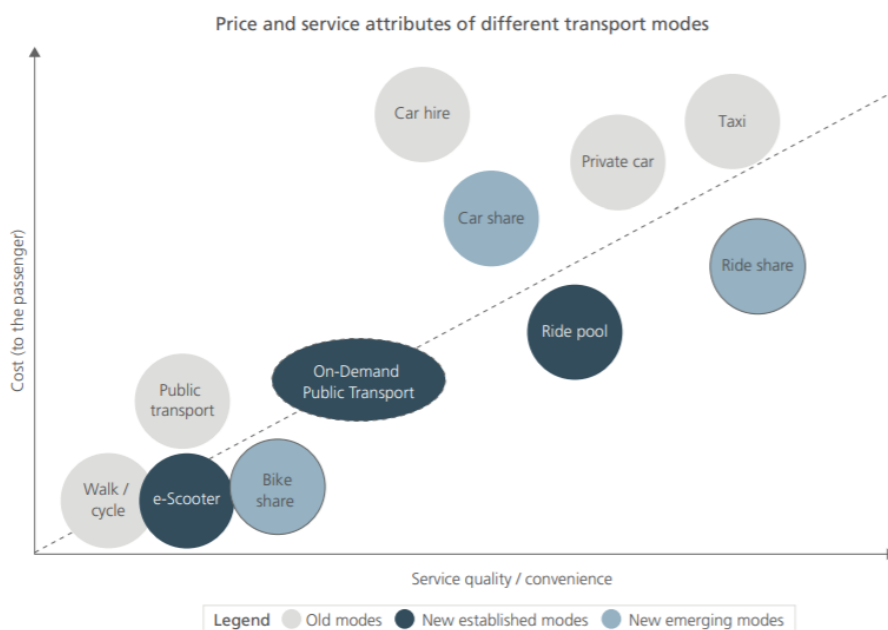 Price and service attributes of different transport modes
Cost (to the passenger)
Car hire
Taxi
Private car
Car share
Ride share
Ride pool
On-Demand
Public Transport
Public
transport
Walk /
cycle
e-Scooter
Bike
share
Service quality / convenience
Legend Old modes New established modes New emerging modes